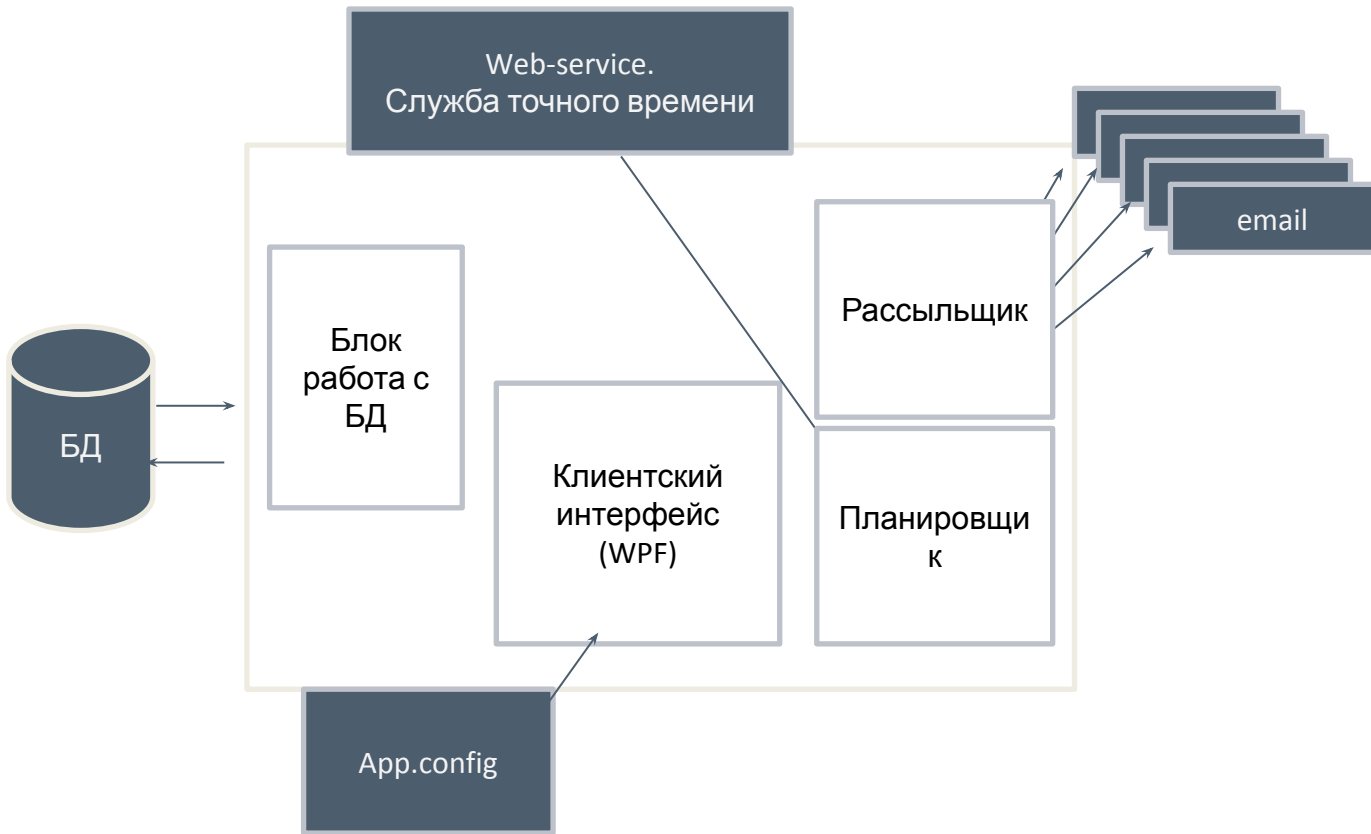 Web-service.
Служба точного времени
email
Рассыльщик
Блок
работа с
БД
БД
Клиентский
интерфейс
(WPF)
Планировщи
к
App.config